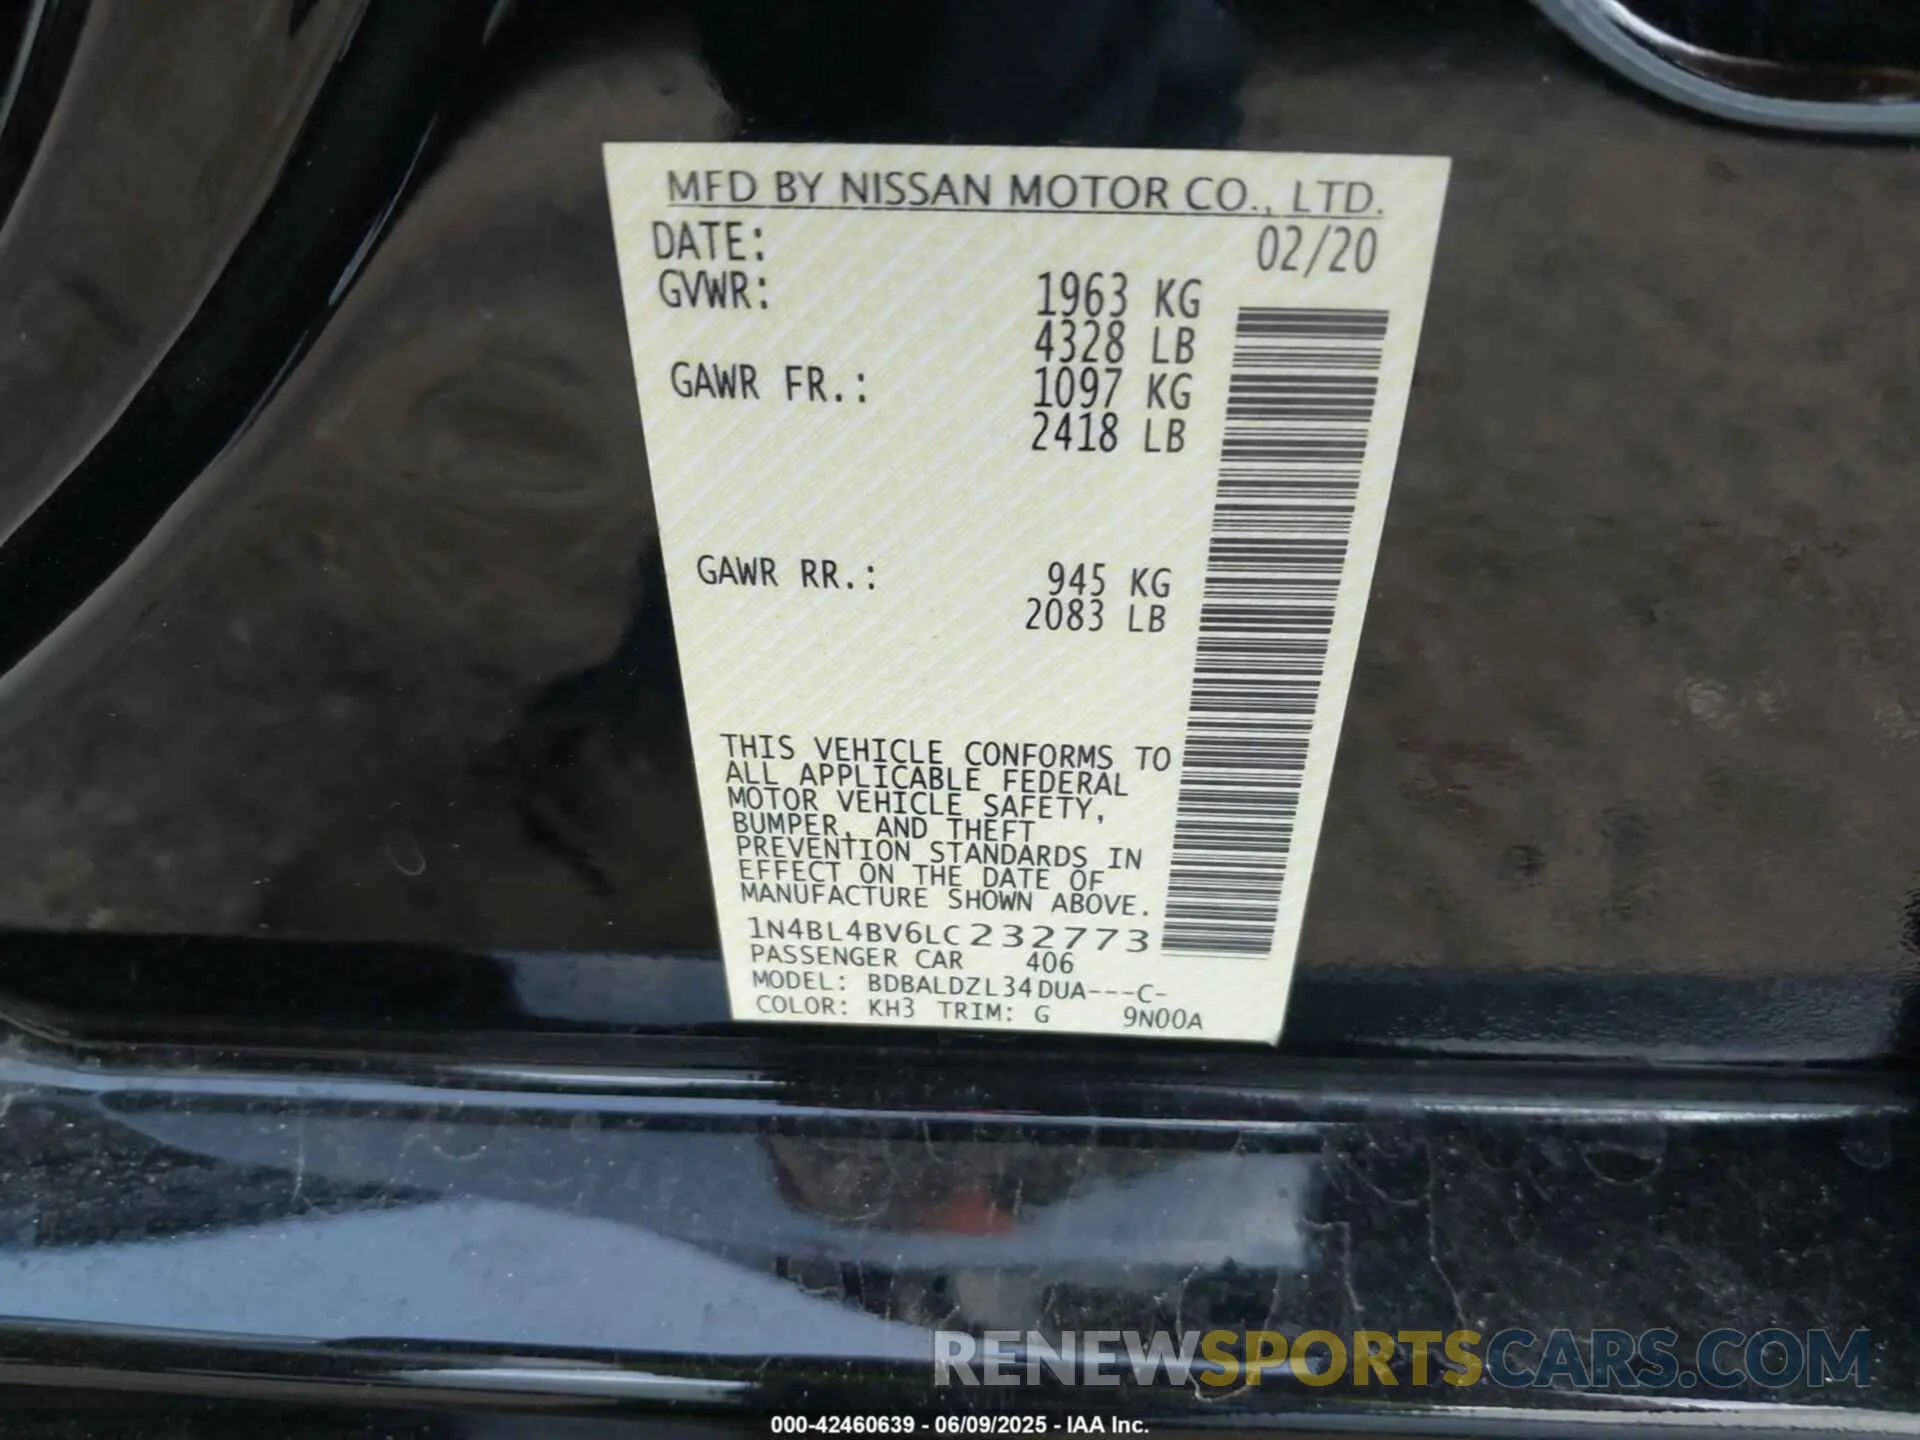 MFD BY NISSAN MOTOR CO., LTD.
DATE: 02/20
GVWR: 1963 KG
4328 LB
GAWR FR.: 1097 KG
2418 LB
GAWR RR.: 945 KG
2083 LB
THIS VEHICLE CONFORMS TO
ALL APPLICABLE FEDERAL
MOTOR VEHICLE SAFETY,
BUMPER, AND THEFT
PREVENTION STANDARDS IN
EFFECT ON THE DATE OF
MANUFACTURE SHOWN ABOVE.
1N4BL4BV6LC232773
PASSENGER CAR 406
MODEL: BDBALDZL34DUA---C-
COLOR: KH3 TRIM: G 9N00A
RENEWSPORTSCARS.COM
000-42460639 - 06/09/2025 - IAA Inc.